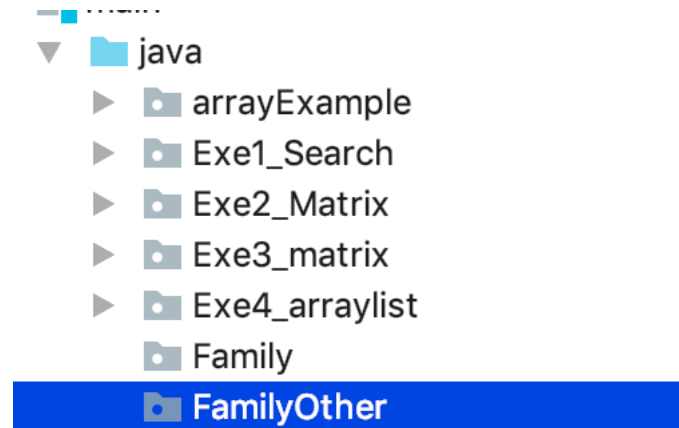 java
arrayExample
Exe1_Search
Exe2_Matrix
Exe3_matrix
Exe4_arraylist
Family
FamilyOther